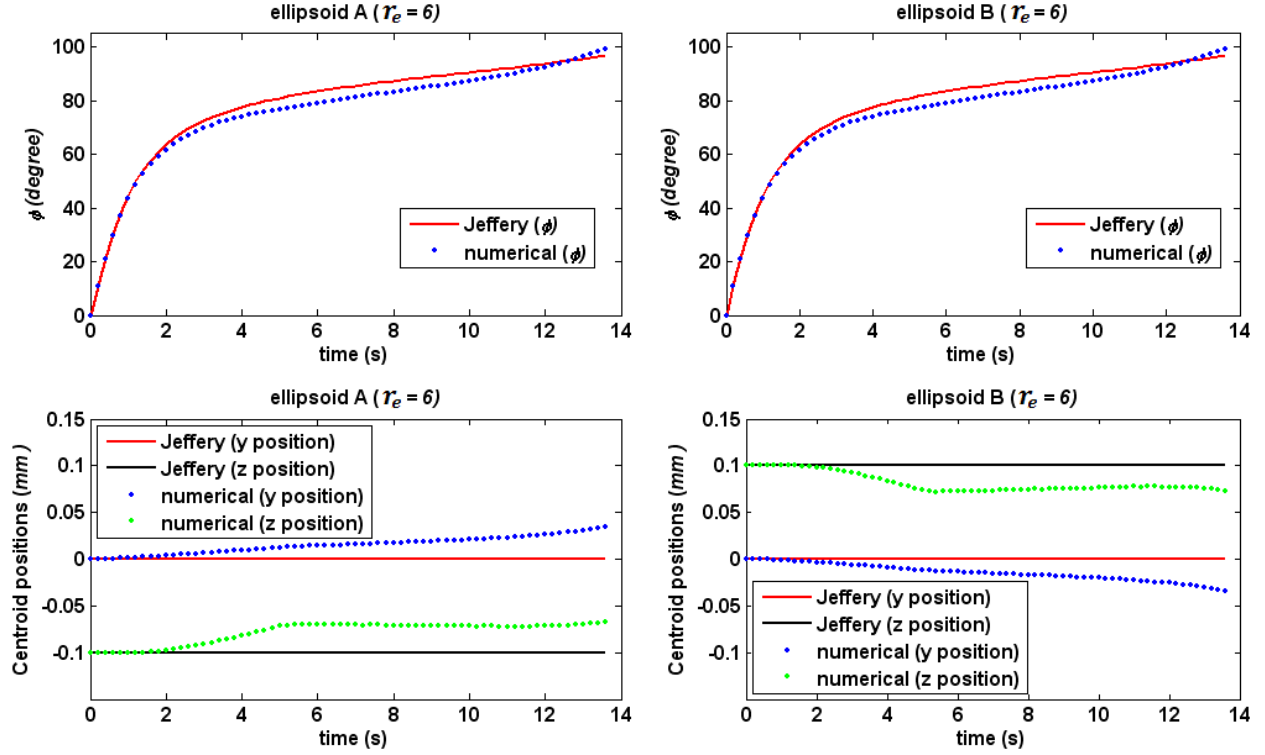 ellipsoid A ( r_e = 6)
φ (degree)
100
80
60
40
20
0
Jeffery (φ)
numerical (φ)
0 2 4 6 8 10 12 14
time (s)
ellipsoid B ( r_e = 6)
φ (degree)
100
80
60
40
20
0
Jeffery (φ)
numerical (φ)
0 2 4 6 8 10 12 14
time (s)
ellipsoid A ( r_e = 6)
Centroid positions (mm )
0.15
0.1
0.05
0
-0.05
-0.1
Jeffery (y position)
Jeffery (z position)
numerical (y position)
numerical (z position)
0 2 4 6 8 10 12 14
time (s)
ellipsoid B ( r_e = 6)
Centroid positions (mm )
0.15
0.1
0.05
0
-0.05
-0.1
Jeffery (y position)
Jeffery (z position)
numerical (y position)
numerical (z position)
0 2 4 6 8 10 12 14
time (s)